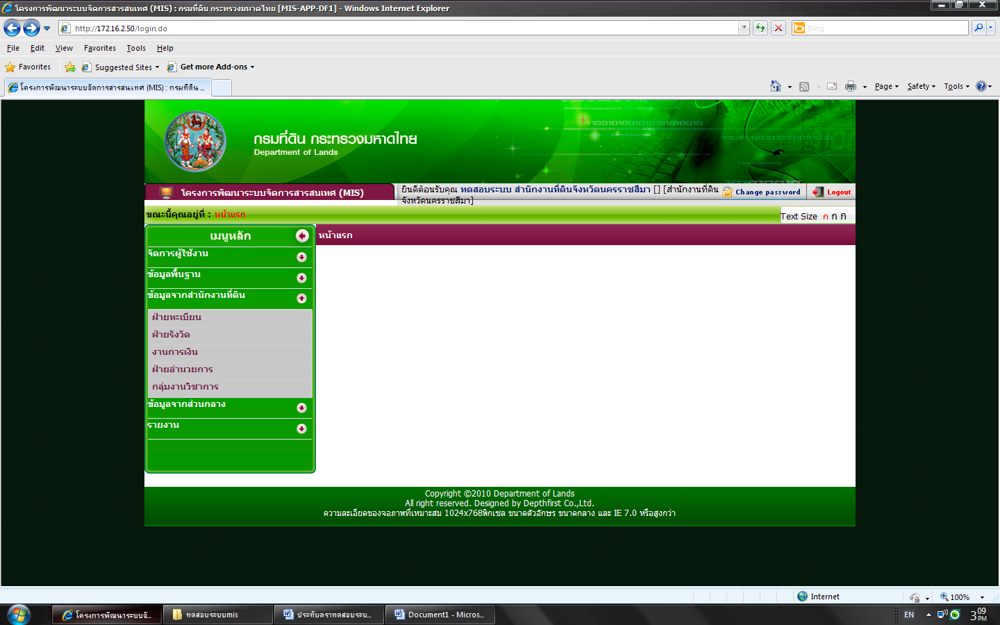 โครงการพัฒนาระบบจัดการสารสนเทศ (MIS) : กรมที่ดิน กระทรวงมหาดไทย [MIS-APP-DF1] - Windows Internet Explorer
http://172.16.2.50/login.do
Bing
File Edit View Favorites Tools Help
Favorites Suggested Sites Get more Add-ons
โครงการพัฒนาระบบจัดการสารสนเทศ (MIS) : กรมที่ดิน ...
Page Safety Tools
กรมที่ดิน กระทรวงมหาดไทย
Department of Lands
โครงการพัฒนาระบบจัดการสารสนเทศ (MIS)
ยินดีต้อนรับคุณ ทดสอบระบบ สำนักงานที่ดินจังหวัดนครราชสีมา [] [สำนักงานที่ดิน
จังหวัดนครราชสีมา]
Change password
Logout
ขณะนี้คุณอยู่ที่ : หน้าแรก
Text Size ก ก ก
เมนูหลัก
หน้าแรก
จัดการผู้ใช้งาน
ข้อมูลพื้นฐาน
ข้อมูลจากสำนักงานที่ดิน
ฝ่ายทะเบียน
ฝ่ายรังวัด
งานการเงิน
ฝ่ายอำนวยการ
กลุ่มงานวิชาการ
ข้อมูลจากส่วนกลาง
รายงาน
Copyright ©2010 Department of Lands
All right reserved. Designed by Depthfirst Co.,Ltd.
ความละเอียดของจอภาพที่เหมาะสม 1024x768พิกเซล ขนาดตัวอักษร ขนาดกลาง และ IE 7.0 หรือสูงกว่า
Internet
100%
โครงการพัฒนาระบบจั...
ทดสอบระบบmis
ประทับตราทดสอบระบ...
Document1 - Micros...
EN
3 09 PM